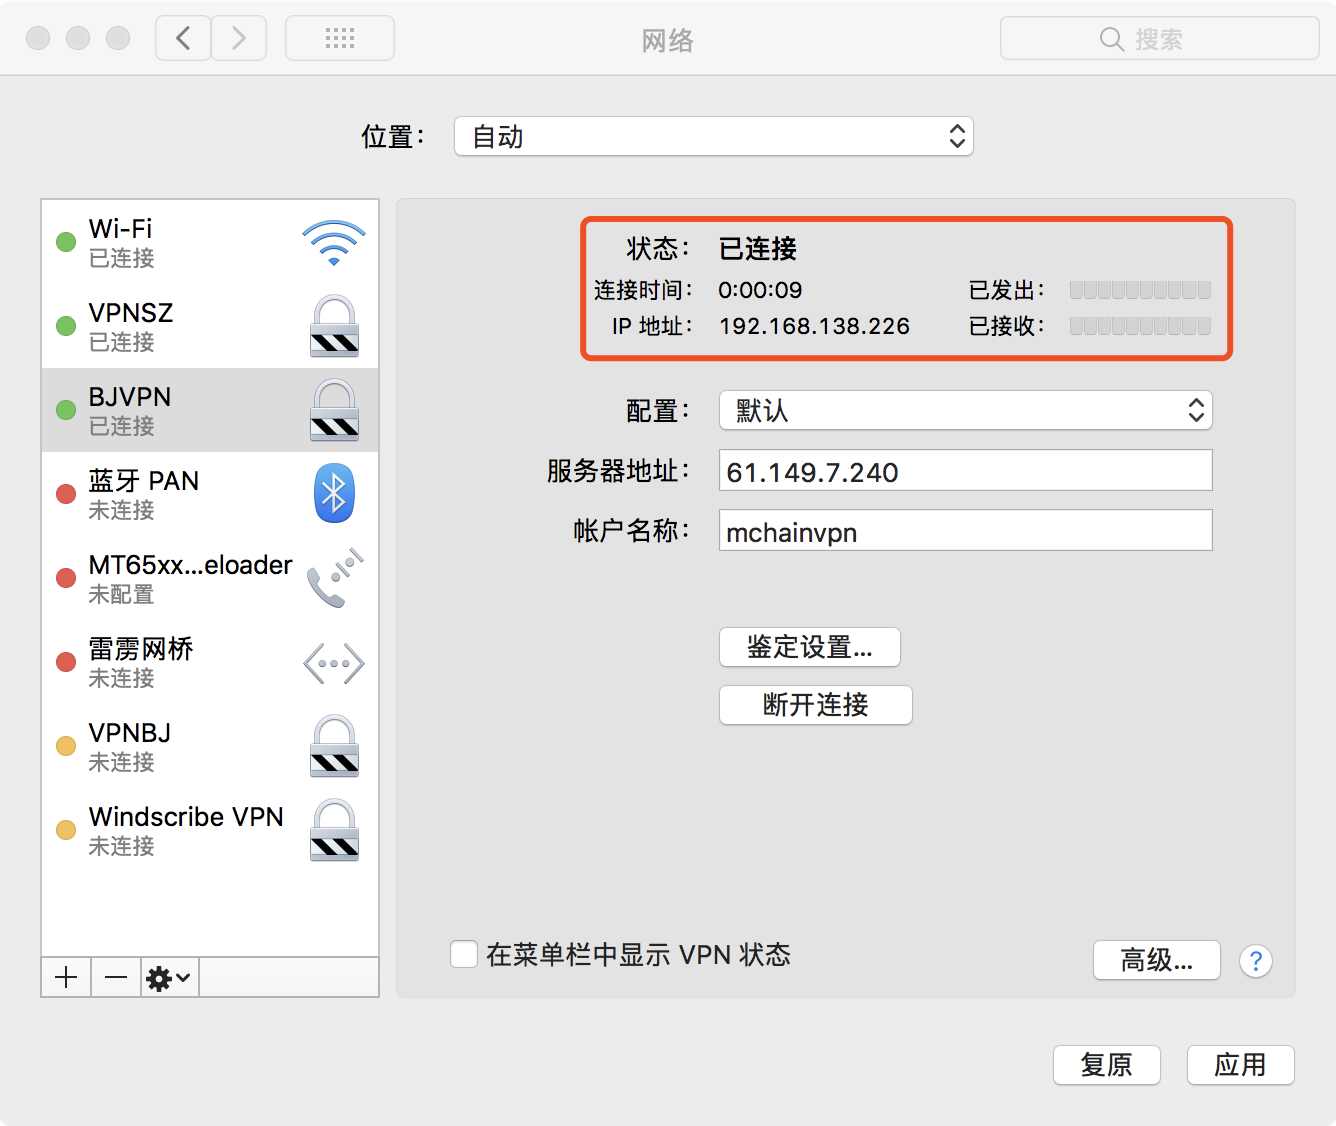 网络
搜索
位置：
自动
Wi-Fi
已连接
VPNSZ
已连接
BJVPN
已连接
蓝牙 PAN
未连接
MT65xx...eloader
未配置
雷雳网桥
未连接
VPNBJ
未连接
Windscribe VPN
未连接
状态： 已连接
连接时间： 0:00:09 已发出：
IP 地址： 192.168.138.226 已接收：
配置： 默认
服务器地址： 61.149.7.240
帐户名称： mchainvpn
鉴定设置...
断开连接
在菜单栏中显示 VPN 状态
高级...
?
复原
应用